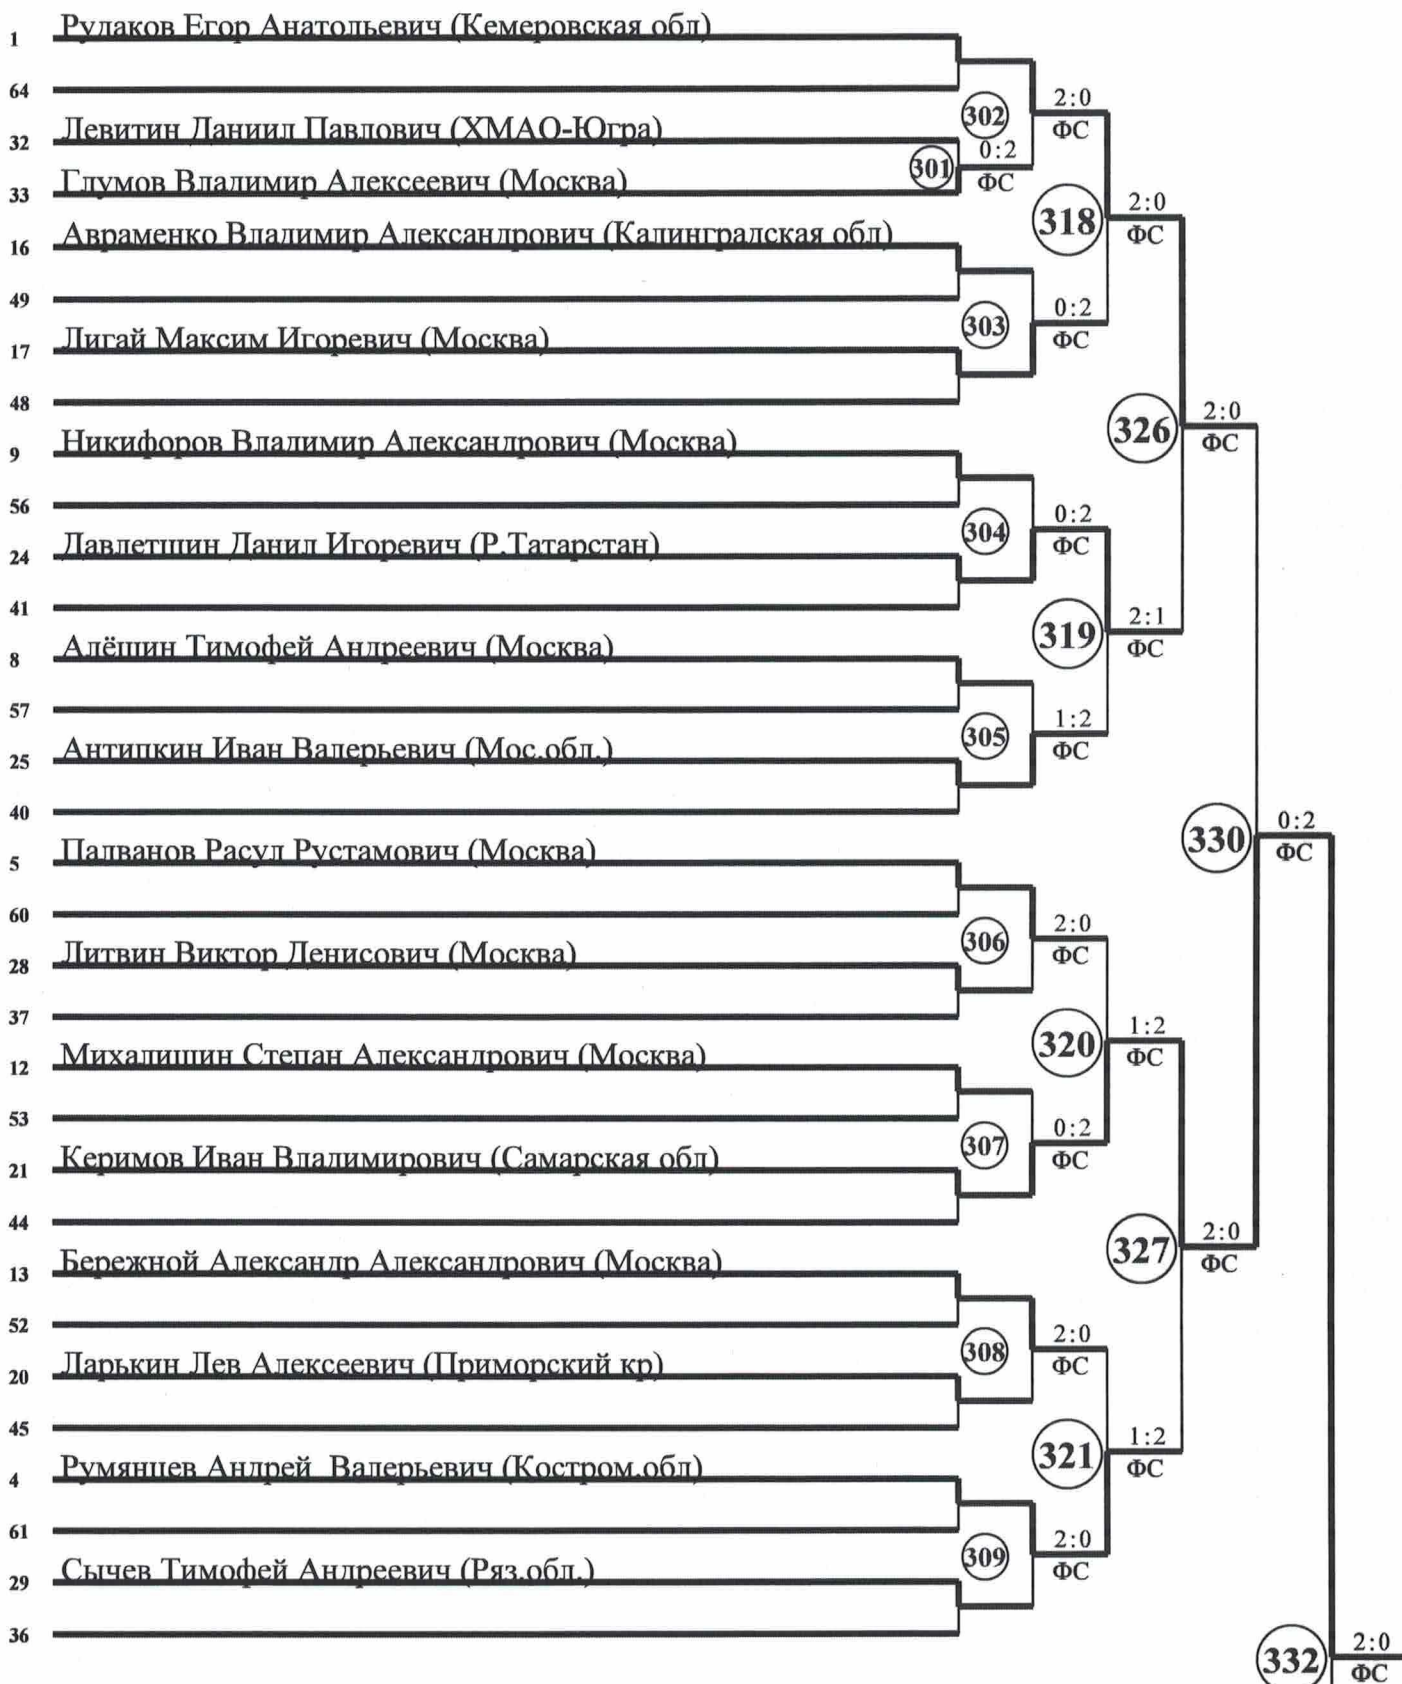 1 Рудаков Егор Анатольевич (Кемеровская обл)
64
302 2:0
ФС
32 Левитин Даниил Павлович (ХМАО-Югра)
301 0:2
ФС
33 Глумов Владимир Алексеевич (Москва)
318 2:0
ФС
16 Авраменко Владимир Александрович (Калинградская обл)
49
303 0:2
ФС
17 Лигай Максим Игоревич (Москва)
48
326 2:0
ФС
9 Никифоров Владимир Александрович (Москва)
56
304 0:2
ФС
24 Давлетшин Данил Игоревич (Р.Татарстан)
41
319 2:1
ФС
8 Алёшин Тимофей Андреевич (Москва)
57
305 1:2
ФС
25 Антипкин Иван Валерьевич (Мос.обл.)
40
330 0:2
ФС
5 Палванов Расул Рустамович (Москва)
60
306 2:0
ФС
28 Литвин Виктор Денисович (Москва)
37
320 1:2
ФС
12 Михалишин Степан Александрович (Москва)
53
307 0:2
ФС
21 Керимов Иван Владимирович (Самарская обл)
44
327 2:0
ФС
13 Бережной Александр Александрович (Москва)
52
308 2:0
ФС
20 Ларькин Лев Алексеевич (Приморский кр)
45
321 1:2
ФС
4 Румянцев Андрей Валерьевич (Костром.обл)
61
309 2:0
ФС
29 Сычев Тимофей Андреевич (Ряз.обл.)
36
332 2:0
ФС